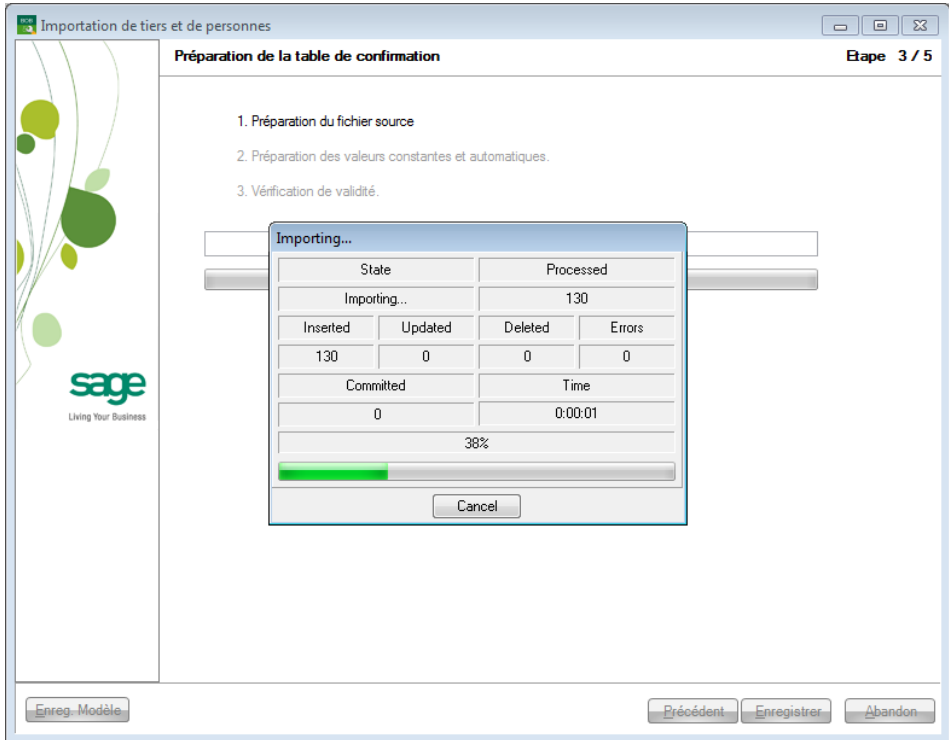 BOB
Importation de tiers et de personnes
Préparation de la table de confirmation Etape 3 / 5
1. Préparation du fichier source
2. Préparation des valeurs constantes et automatiques.
3. Vérification de validité.
Importing...
State Processed
Importing... 130
Inserted Updated Deleted Errors
130 0 0 0
Committed Time
0 0:00:01
38%
Cancel
sage
Living Your Business
Enreg. Modèle Précédent Enregistrer Abandon